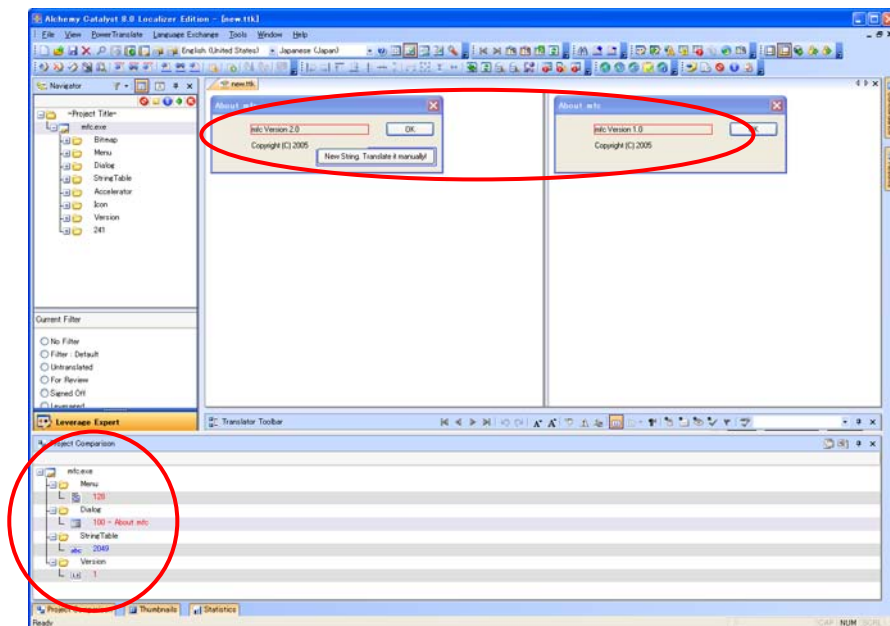 Alchemy Catalyst 8.0 Localizer Edition - [new.ttk]
File View PowerTranslate Language Exchange Tools Window Help
English (United States) Japanese (Japan)
Navigator
new.ttk
~Project Title~
mfc.exe
Bitmap
Menu
Dialog
StringTable
Accelerator
Icon
Version
241
About mfc
mfc Version 2.0
OK
Copyright (C) 2005
New String. Translate it manually!
About mfc
mfc Version 1.0
Copyright (C) 2005
Current Filter
No Filter
Filter : Default
Untranslated
For Review
Signed Off
Leveraged
Leverage Expert
Translator Toolbar
Project Comparison
mfc.exe
Menu
128
Dialog
100 - About mfc
StringTable
abc 2049
Version
1
Project Comparison Thumbnails Statistics
Ready
CAP NUM SCRL